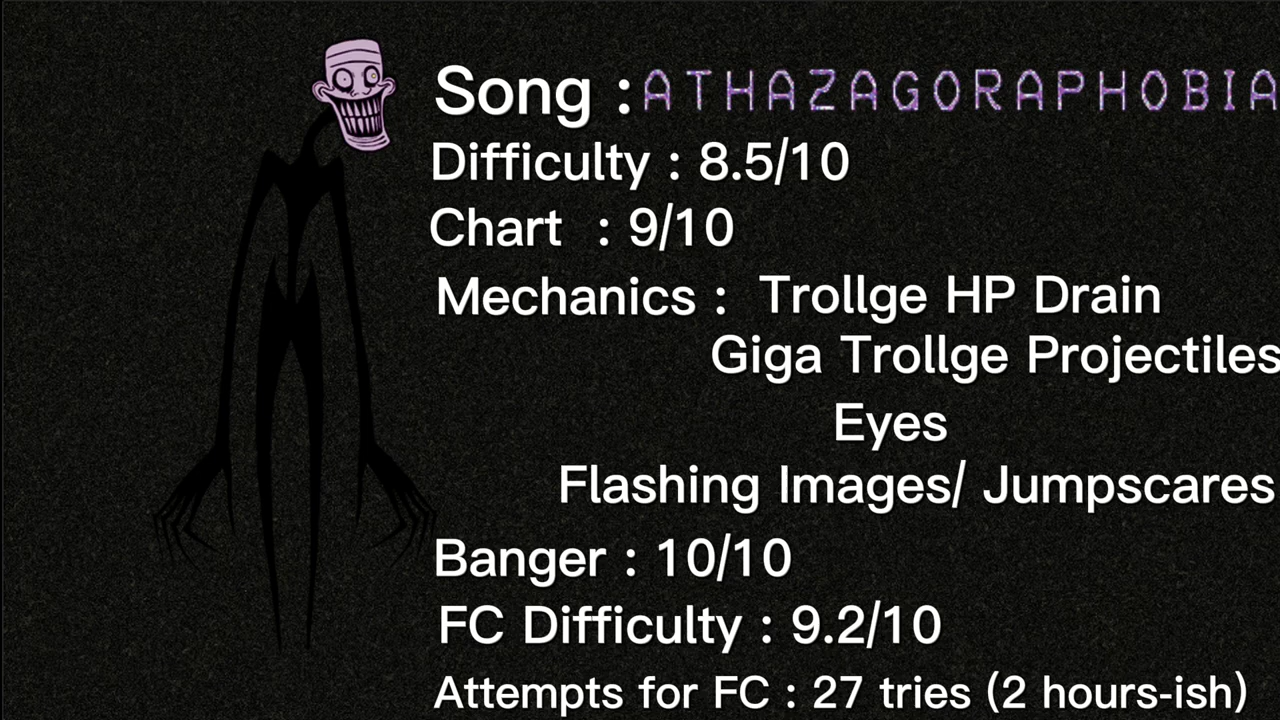 Song : ATHAZAGORAPHOBIA
Difficulty : 8.5/10
Chart : 9/10
Mechanics : Trollge HP Drain
Giga Trollge Projectiles
Eyes
Flashing Images/ Jumpscares
Banger : 10/10
FC Difficulty : 9.2/10
Attempts for FC : 27 tries (2 hours-ish)